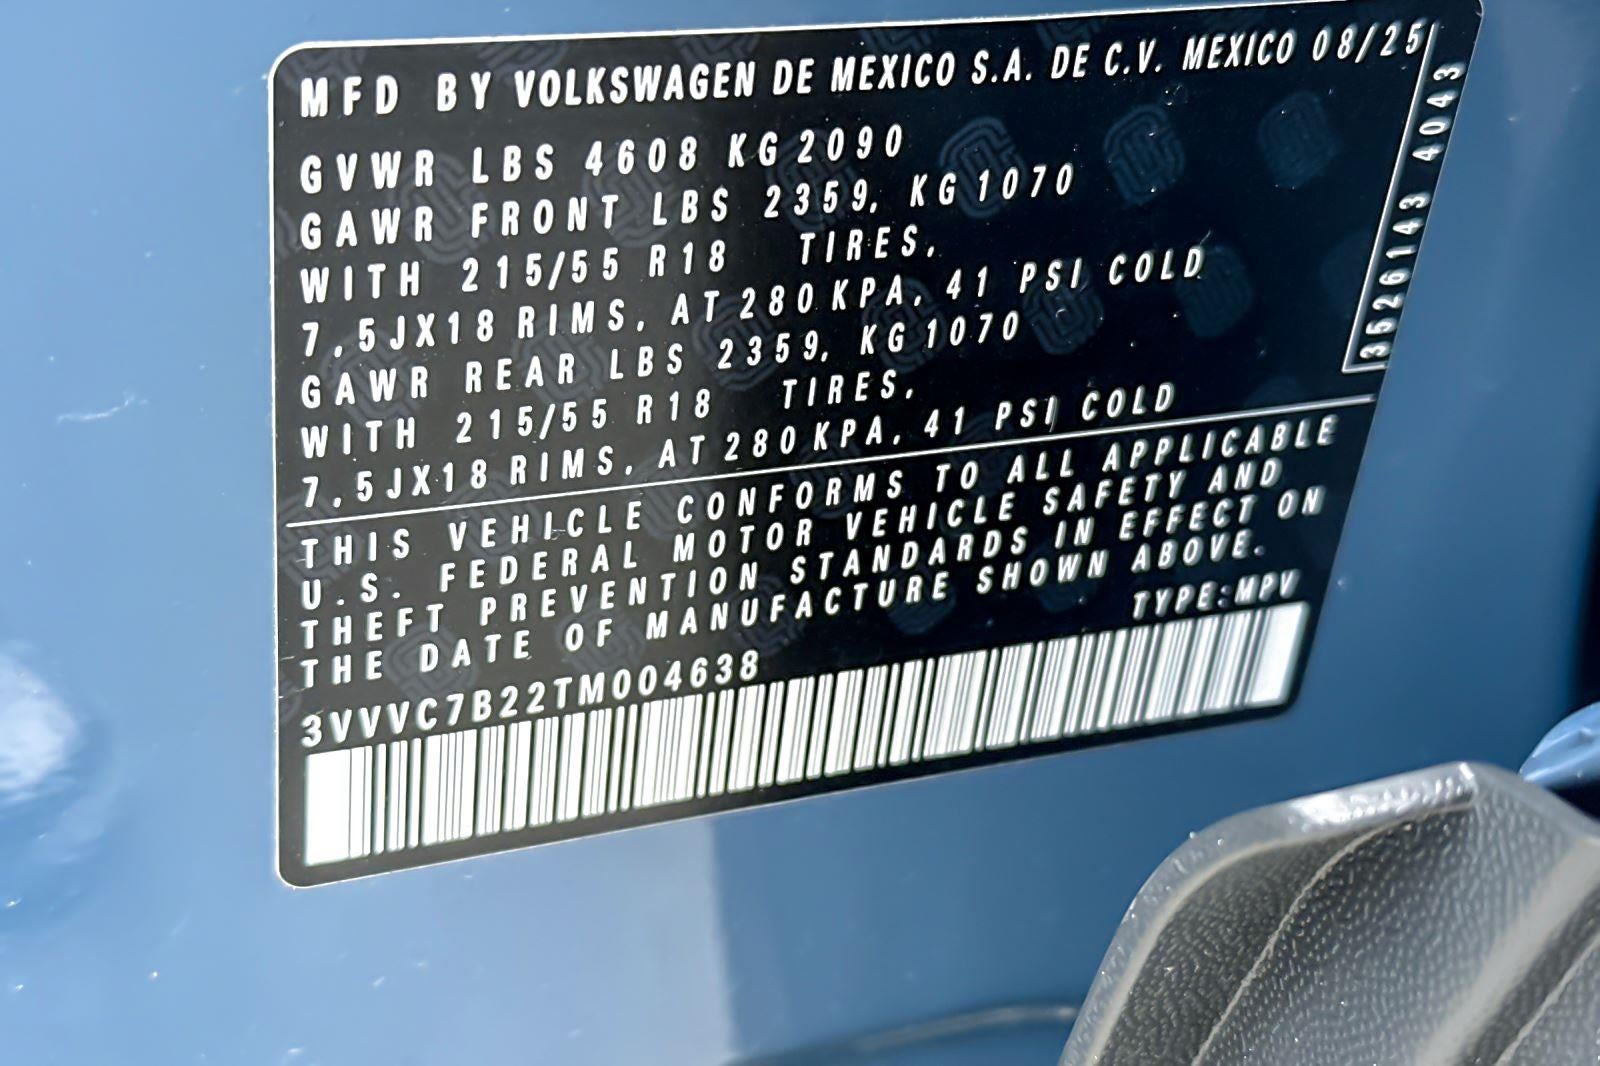 MFD BY VOLKSWAGEN DE MEXICO S.A. DE C.V. MEXICO 08/25
GVWR LBS 4608 KG 2090
GAWR FRONT LBS 2359, KG 1070
WITH 215/55 R18 TIRES,
7,5JX18 RIMS, AT 280 KPA, 41 PSI COLD
GAWR REAR LBS 2359, KG 1070
WITH 215/55 R18 TIRES,
7,5JX18 RIMS, AT 280 KPA, 41 PSI COLD
THIS VEHICLE CONFORMS TO ALL APPLICABLE
U.S. FEDERAL MOTOR VEHICLE SAFETY AND
THEFT PREVENTION STANDARDS IN EFFECT ON
THE DATE OF MANUFACTURE SHOWN ABOVE.
TYPE:MPV
3VVVC7B22TM004638
3526143 4043